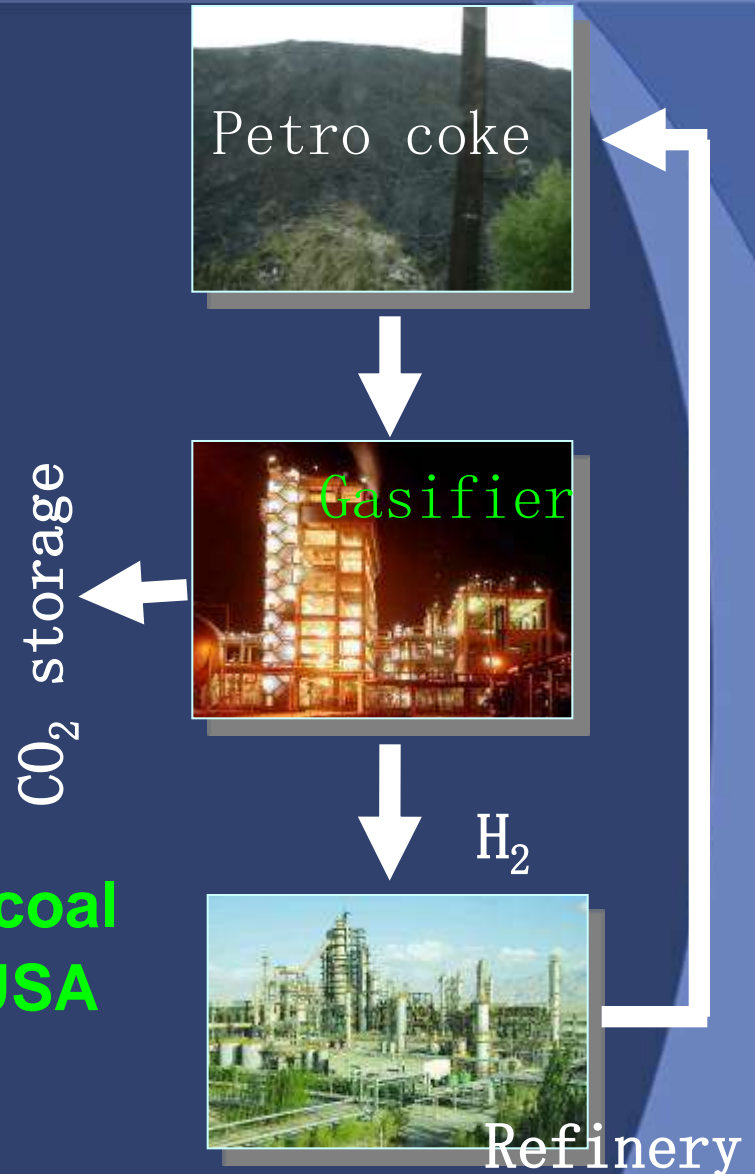 Petro coke
Gasifier
CO₂ storage
H₂
coal
USA
Refinery